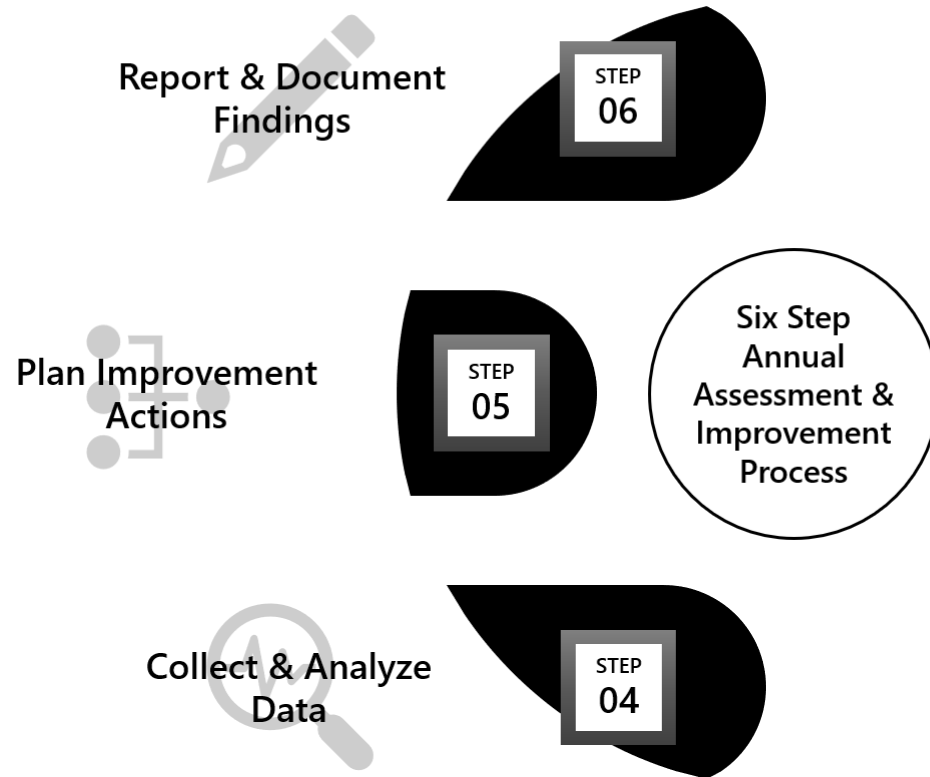 Report & Document
Findings
STEP
06
Plan Improvement
Actions
STEP
05
Six Step
Annual
Assessment &
Improvement
Process
Collect & Analyze
Data
STEP
04